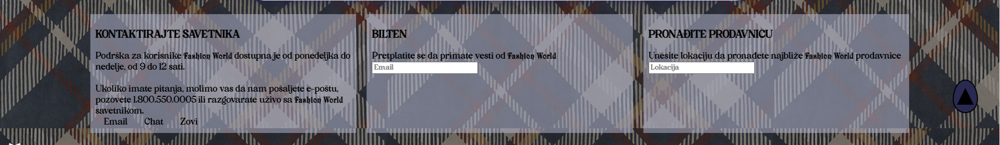 KONTAKTIRAJTE SAVETNIKA
Podrška za korisnike Fashion World dostupna je od ponedeljka do
nedelje, od 9 do 12 sati.
Ukoliko imate pitanja, molimo vas da nam pošaljete e-poštu,
pozovete 1.800.550.0005 ili razgovarate uživo sa Fashion World
savetnikom.
Email Chat Zovi
BILTEN
Pretplatite se da primate vesti od Fashion World
Email
PRONAĐITE PRODAVNICU
Unesite lokaciju da pronađete najbliže Fashion World prodavnice
Lokacija